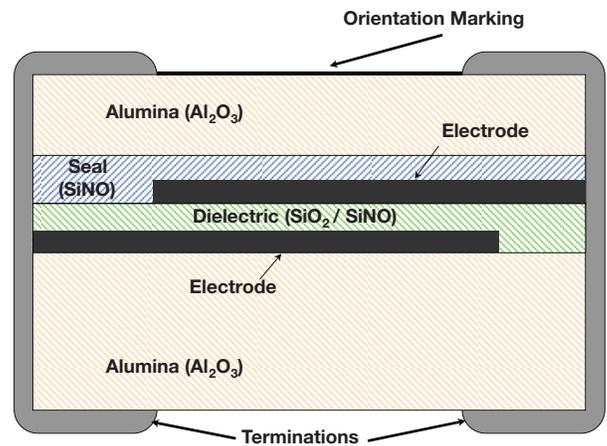 Orientation Marking
Alumina (Al₂O₃)
Electrode
Seal
(SiNO)
Dielectric (SiO₂ / SiNO)
Electrode
Alumina (Al₂O₃)
Terminations